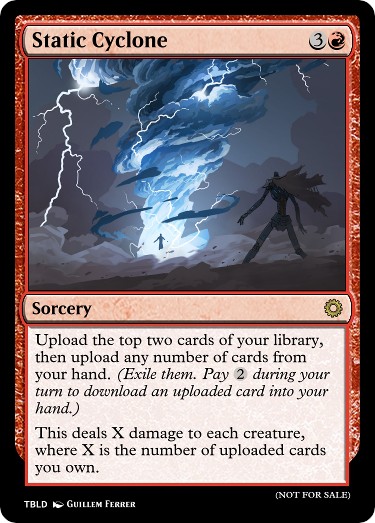 Static Cyclone 3
Sorcery
Upload the top two cards of your library,
then upload any number of cards from
your hand. (Exile them. Pay 2 during your
turn to download an uploaded card into your
hand.)
This deals X damage to each creature,
where X is the number of uploaded cards
you own.
TBLD Guillem Ferrer
(NOT FOR SALE)